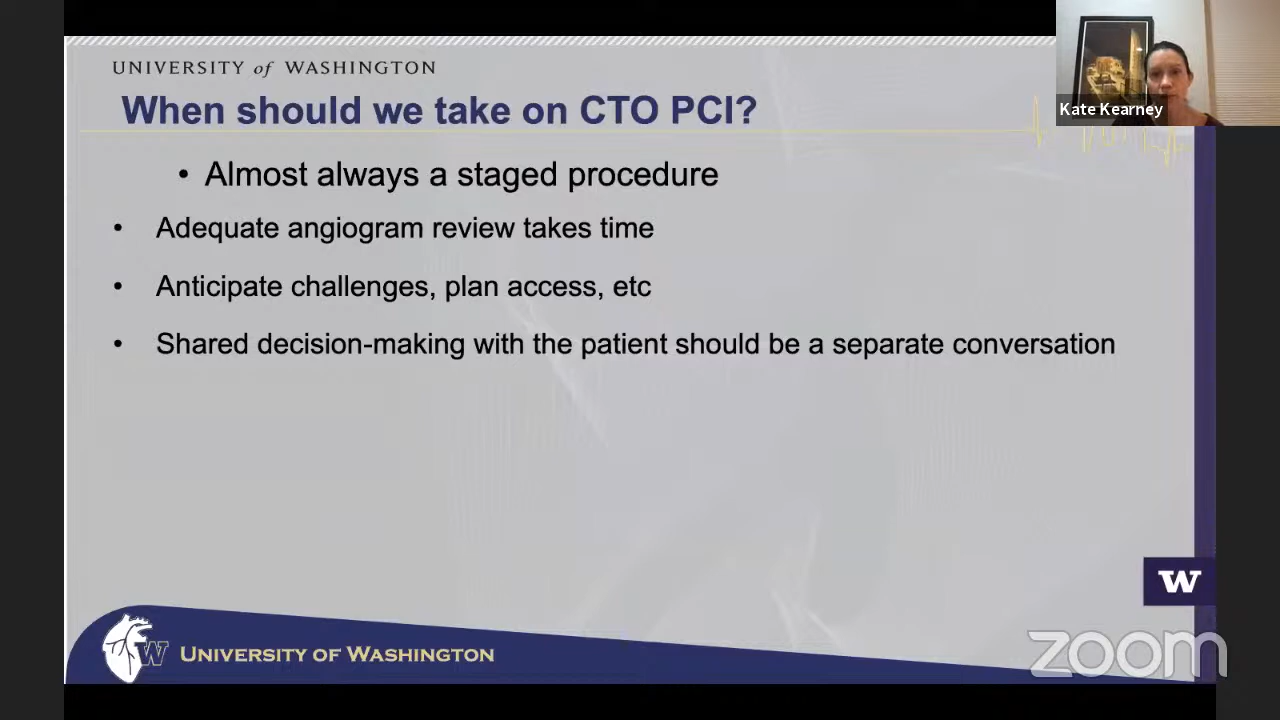 UNIVERSITY of WASHINGTON
When should we take on CTO PCI?
Kate Kearney
• Almost always a staged procedure
• Adequate angiogram review takes time
• Anticipate challenges, plan access, etc
• Shared decision-making with the patient should be a separate conversation
W
W
UNIVERSITY OF WASHINGTON
zoom